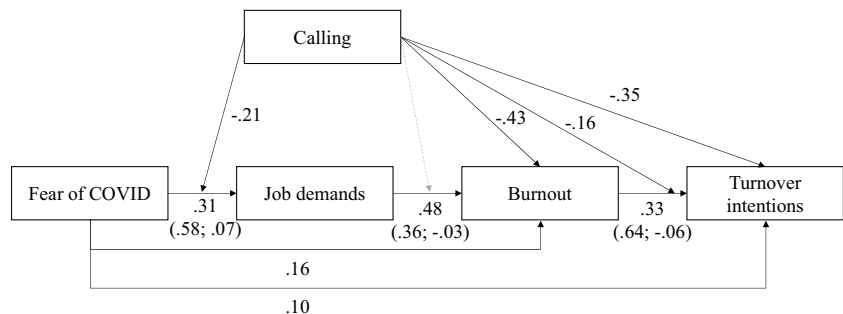 Calling
-.35
-.21
-.43
-.16
Fear of COVID
Job demands
Burnout
Turnover
intentions
.31
(.58; .07)
.48
(.36; -.03)
.33
(.64; -.06)
.16
.10